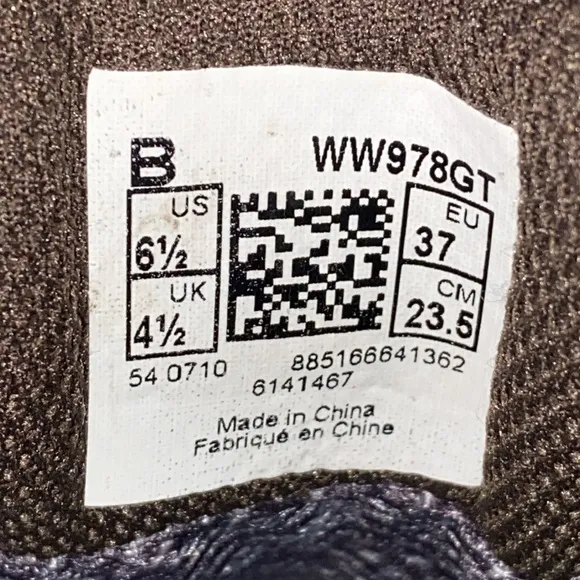 B WW978GT
US 6½
UK 4½
EU 37
CM 23.5
54 0710 885166641362
6141467
Made in China
Fabriqué en Chine